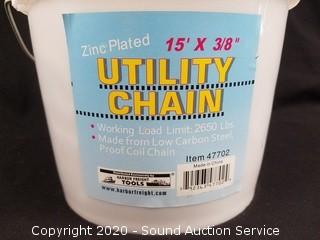 Zinc Plated
15' X 3/8"
UTILITY
CHAIN
• Working Load Limit: 2650 Lbs.
• Made from Low Carbon Steel
Proof Coil Chain
Item 47702
Made in China
HARBOR FREIGHT
TOOLS
www.harborfreight.com
Copyright 2020 - Sound Auction Service